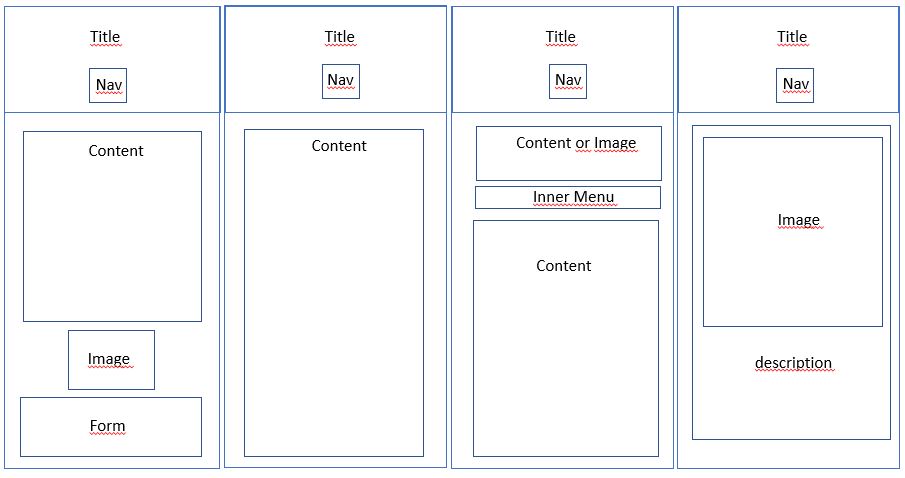 Title
Nav
Content
Image
Form
Title
Nav
Content
Title
Nav
Content or Image
Inner Menu
Content
Title
Nav
Image
description